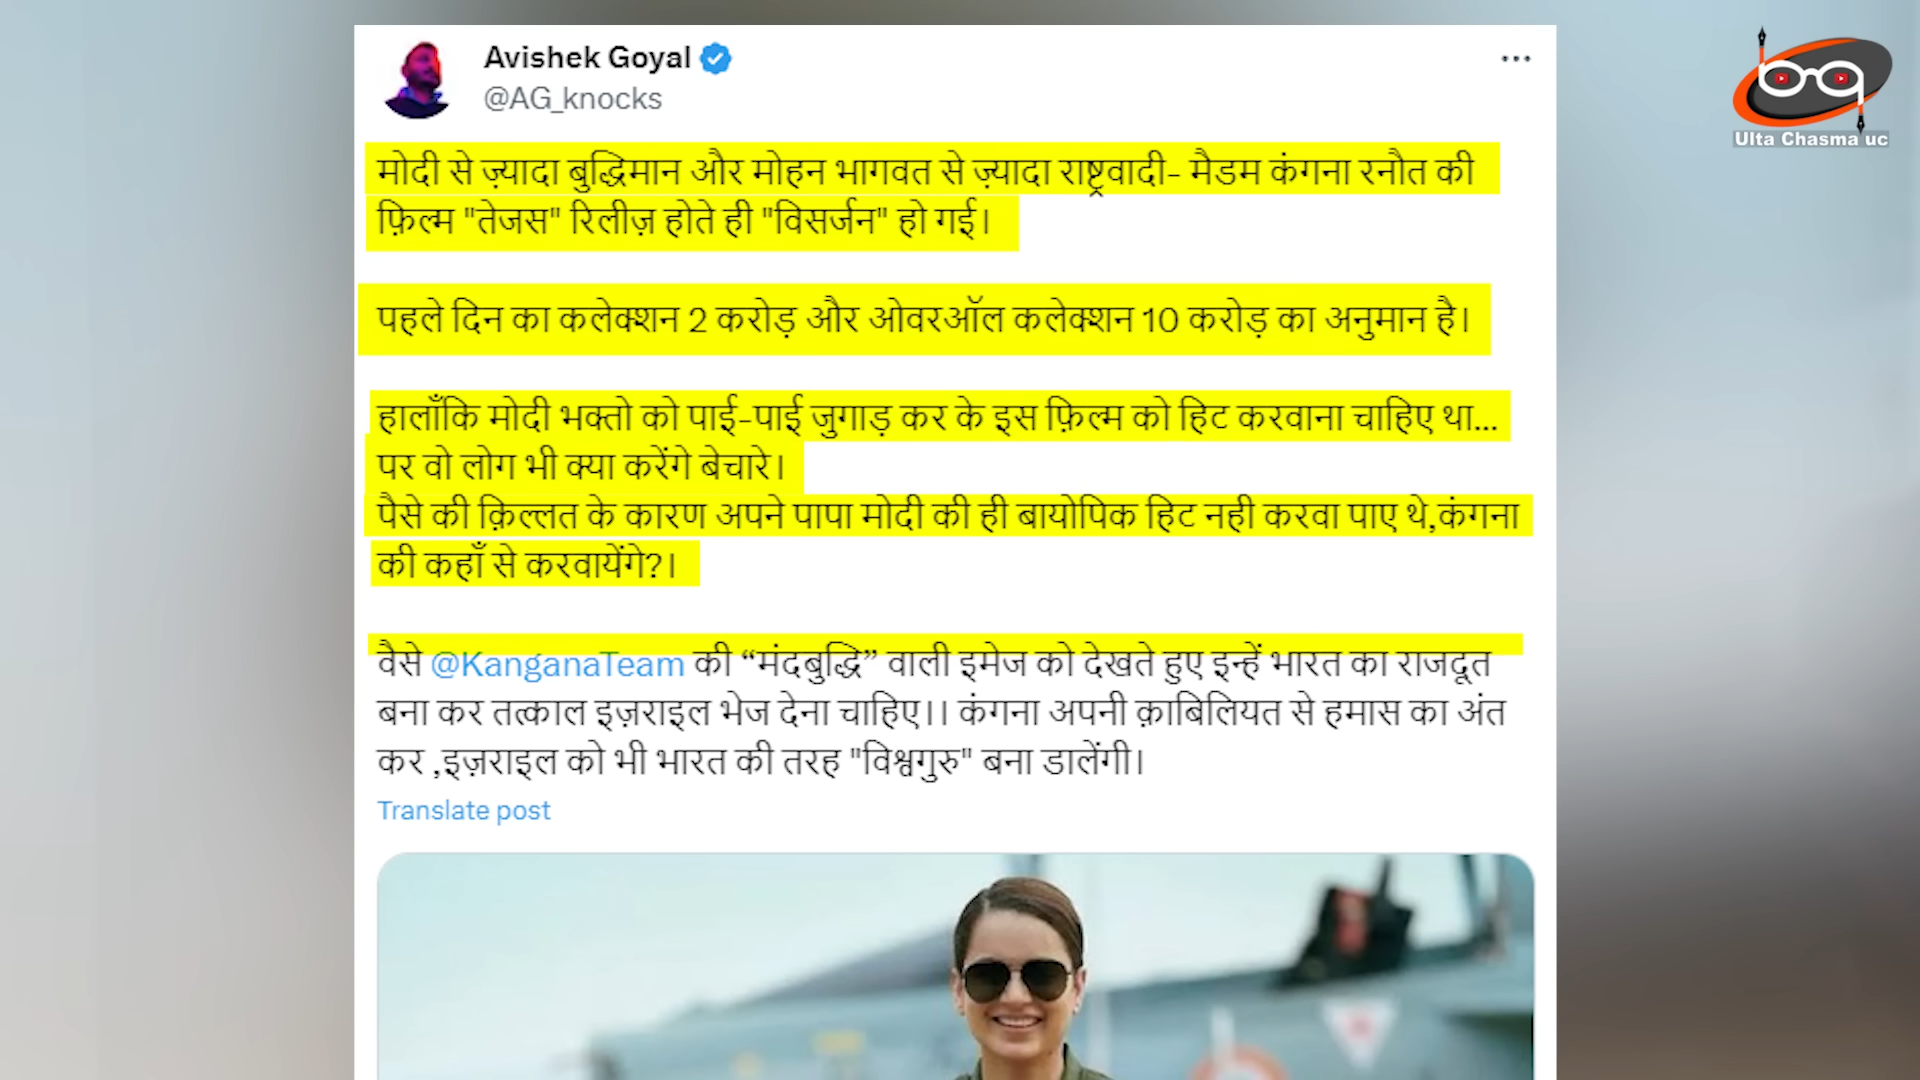 Avishek Goyal
@AG_knocks
Ulta Chasma uc
मोदी से ज़्यादा बुद्धिमान और मोहन भागवत से ज़्यादा राष्ट्रवादी- मैडम कंगना रनौत की
फ़िल्म "तेजस" रिलीज़ होते ही "विसर्जन" हो गई।
पहले दिन का कलेक्शन 2 करोड़ और ओवरऑल कलेक्शन 10 करोड़ का अनुमान है।
हालाँकि मोदी भक्तो को पाई-पाई जुगाड़ कर के इस फ़िल्म को हिट करवाना चाहिए था...
पर वो लोग भी क्या करेंगे बेचारे।
पैसे की क़िल्लत के कारण अपने पापा मोदी की ही बायोपिक हिट नही करवा पाए थे,कंगना
की कहाँ से करवायेंगे?।
वैसे @KanganaTeam की “मंदबुद्धि” वाली इमेज को देखते हुए इन्हें भारत का राजदूत
बना कर तत्काल इज़राइल भेज देना चाहिए।। कंगना अपनी क़ाबिलियत से हमास का अंत
कर ,इज़राइल को भी भारत की तरह "विश्वगुरु" बना डालेंगी।
Translate post